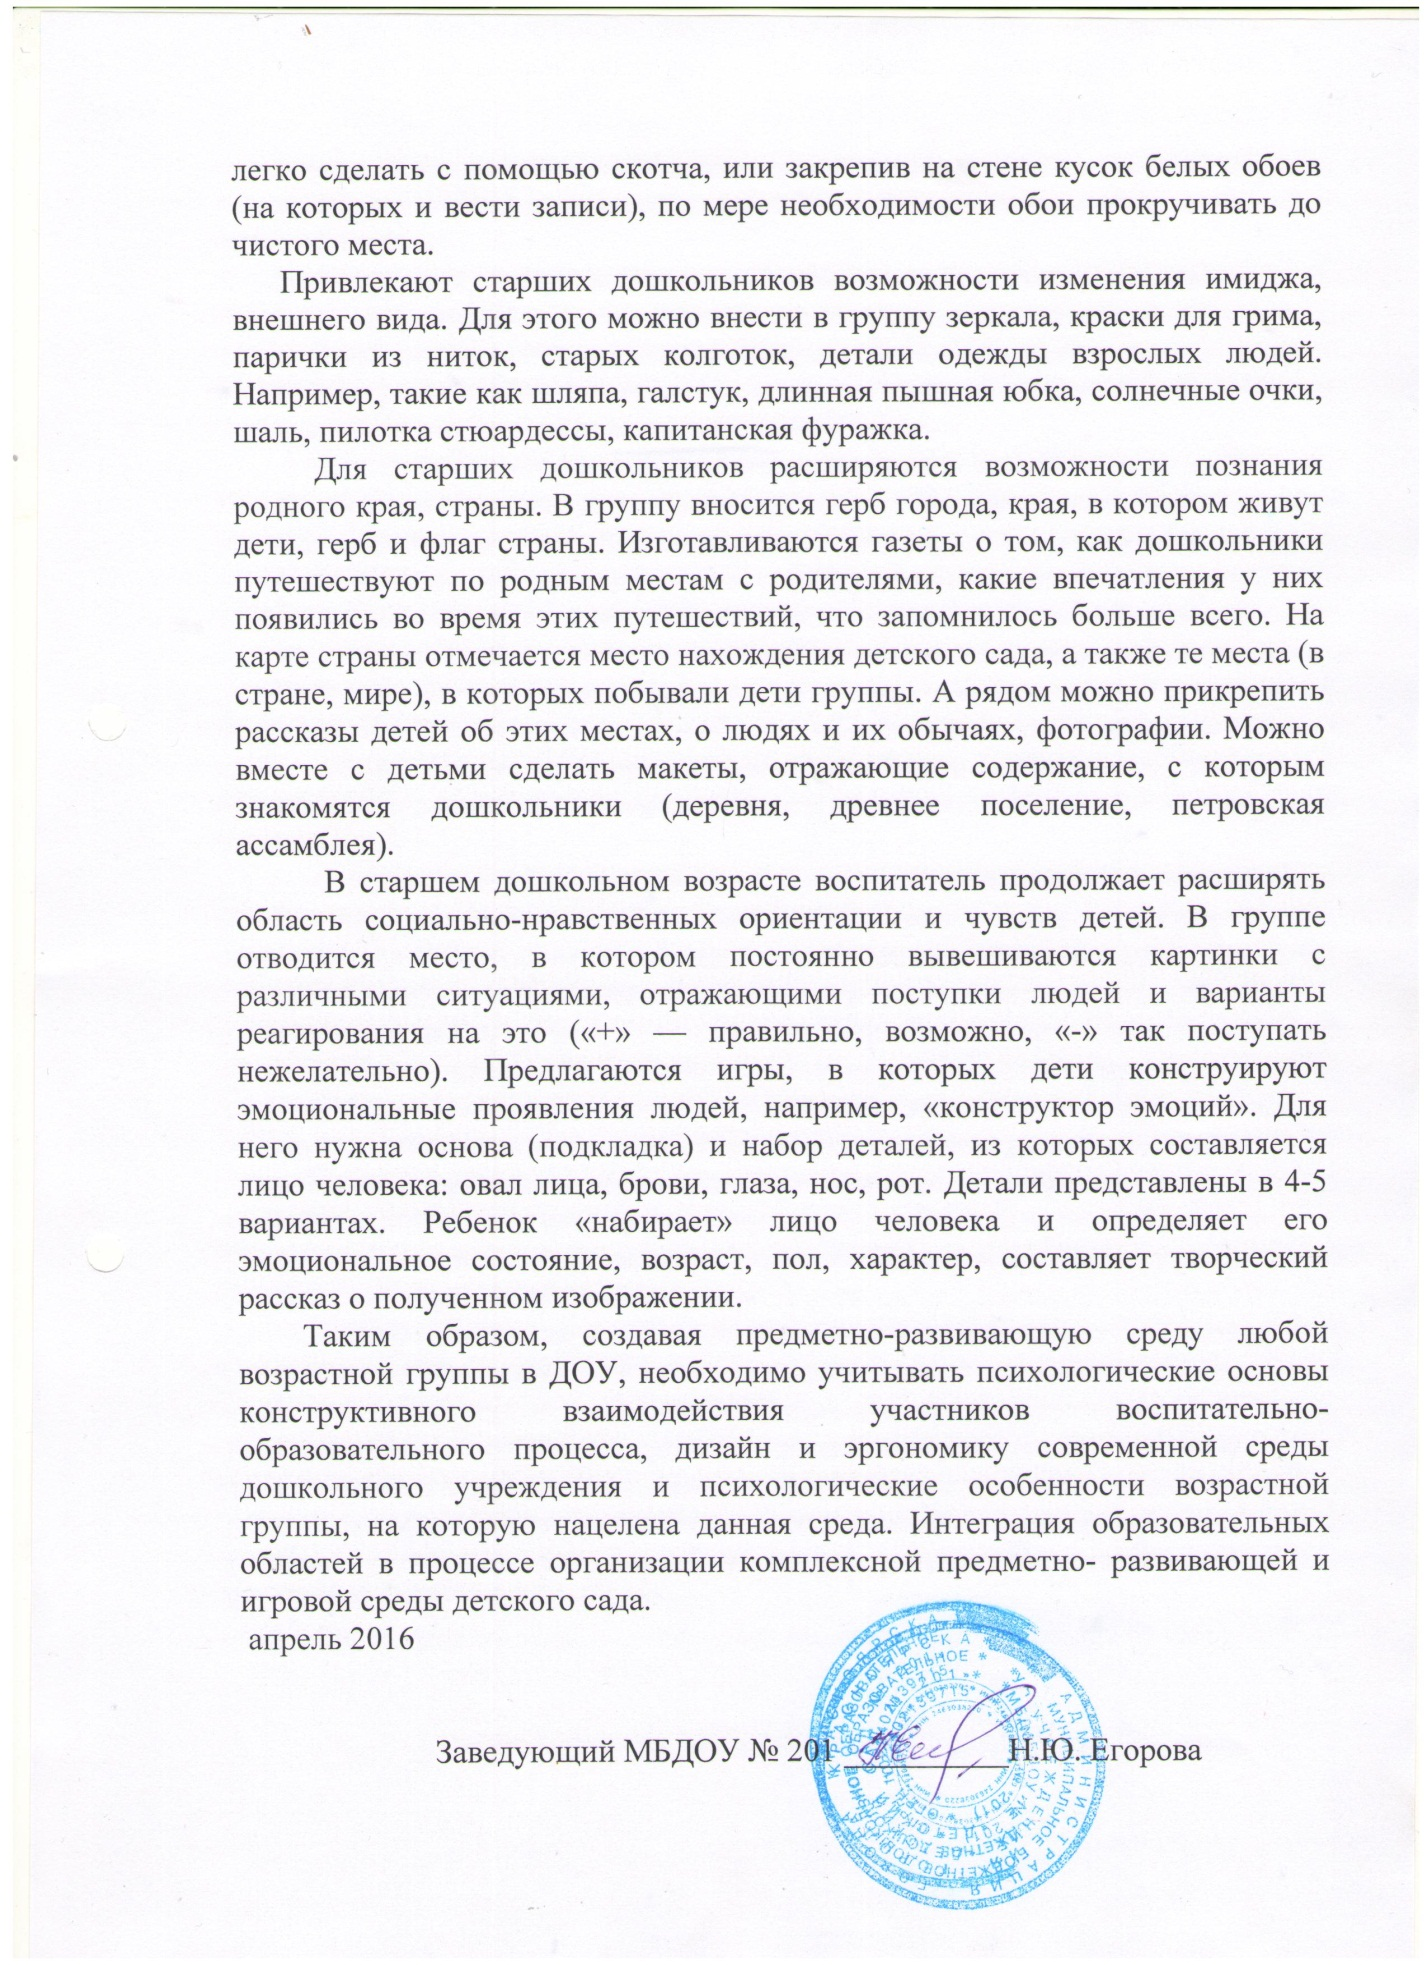 легко сделать с помощью скотча, или закрепив на стене кусок белых обоев
(на которых и вести записи), по мере необходимости обои прокручивать до
чистого места.
Привлекают старших дошкольников возможности изменения имиджа,
внешнего вида. Для этого можно внести в группу зеркала, краски для грима,
парички из ниток, старых колготок, детали одежды взрослых людей.
Например, такие как шляпа, галстук, длинная пышная юбка, солнечные очки,
шаль, пилотка стюардессы, капитанская фуражка.
Для старших дошкольников расширяются возможности познания
родного края, страны. В группу вносится герб города, края, в котором живут
дети, герб и флаг страны. Изготавливаются газеты о том, как дошкольники
путешествуют по родным местам с родителями, какие впечатления у них
появились во время этих путешествий, что запомнилось больше всего. На
карте страны отмечается место нахождения детского сада, а также те места (в
стране, мире), в которых побывали дети группы. А рядом можно прикрепить
рассказы детей об этих местах, о людях и их обычаях, фотографии. Можно
вместе с детьми сделать макеты, отражающие содержание, с которым
знакомятся дошкольники (деревня, древнее поселение, петровская
ассамблея).
В старшем дошкольном возрасте воспитатель продолжает расширять
область социально-нравственных ориентации и чувств детей. В группе
отводится место, в котором постоянно вывешиваются картинки с
различными ситуациями, отражающими поступки людей и варианты
реагирования на это («+» — правильно, возможно, «-» так поступать
нежелательно). Предлагаются игры, в которых дети конструируют
эмоциональные проявления людей, например, «конструктор эмоций». Для
него нужна основа (подкладка) и набор деталей, из которых составляется
лицо человека: овал лица, брови, глаза, нос, рот. Детали представлены в 4-5
вариантах. Ребенок «набирает» лицо человека и определяет его
эмоциональное состояние, возраст, пол, характер, составляет творческий
рассказ о полученном изображении.
Таким образом, создавая предметно-развивающую среду любой
возрастной группы в ДОУ, необходимо учитывать психологические основы
конструктивного взаимодействия участников воспитательно-
образовательного процесса, дизайн и эргономику современной среды
дошкольного учреждения и психологические особенности возрастной
группы, на которую нацелена данная среда. Интеграция образовательных
областей в процессе организации комплексной предметно- развивающей и
игровой среды детского сада.
апрель 2016
Заведующий МБДОУ № 201 __________Н.Ю. Егорова